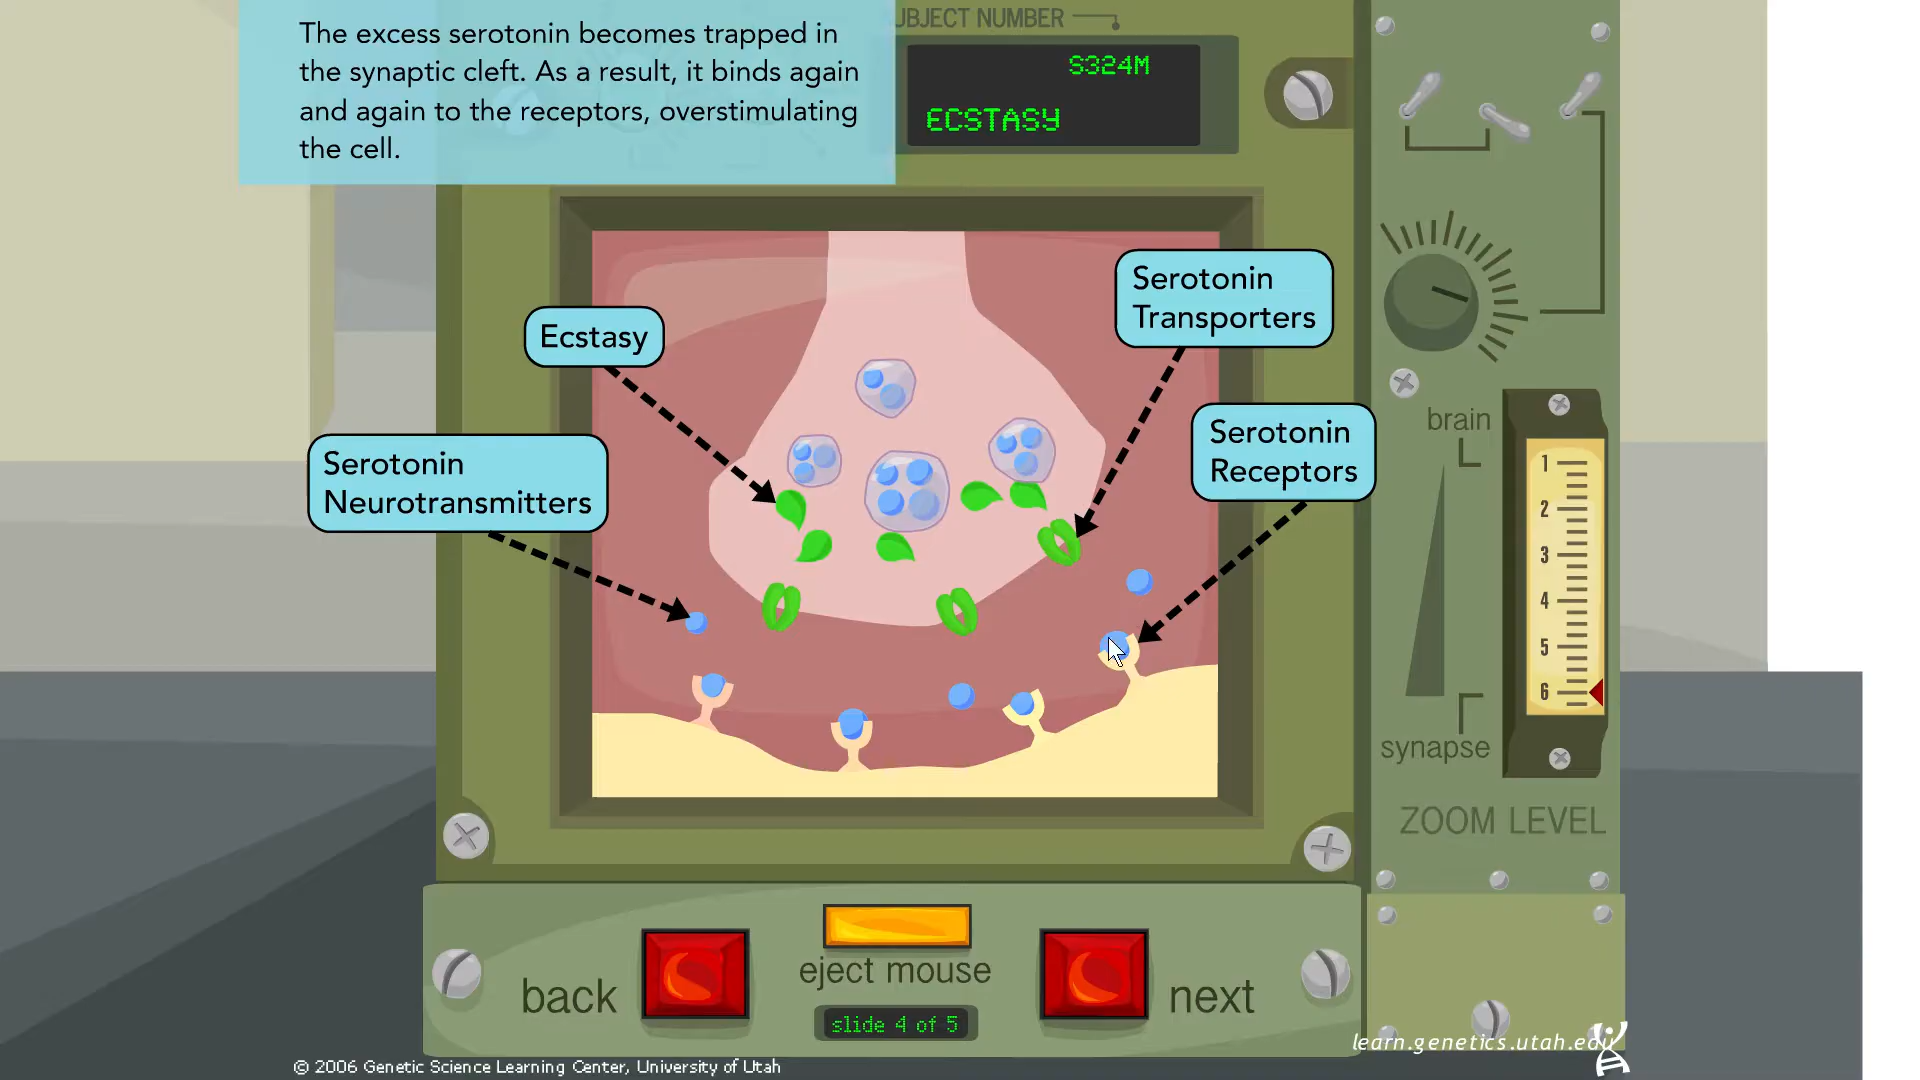 The excess serotonin becomes trapped in
the synaptic cleft. As a result, it binds again
and again to the receptors, overstimulating
the cell.
UBJECT NUMBER
S324M
ECSTASY
Serotonin
Transporters
Ecstasy
Serotonin
Receptors
Serotonin
Neurotransmitters
brain
1
2
3
4
5
6
synapse
ZOOM LEVEL
back
eject mouse
next
slide 4 of 5
learn.genetics.utah.edu
© 2006 Genetic Science Learning Center, University of Utah